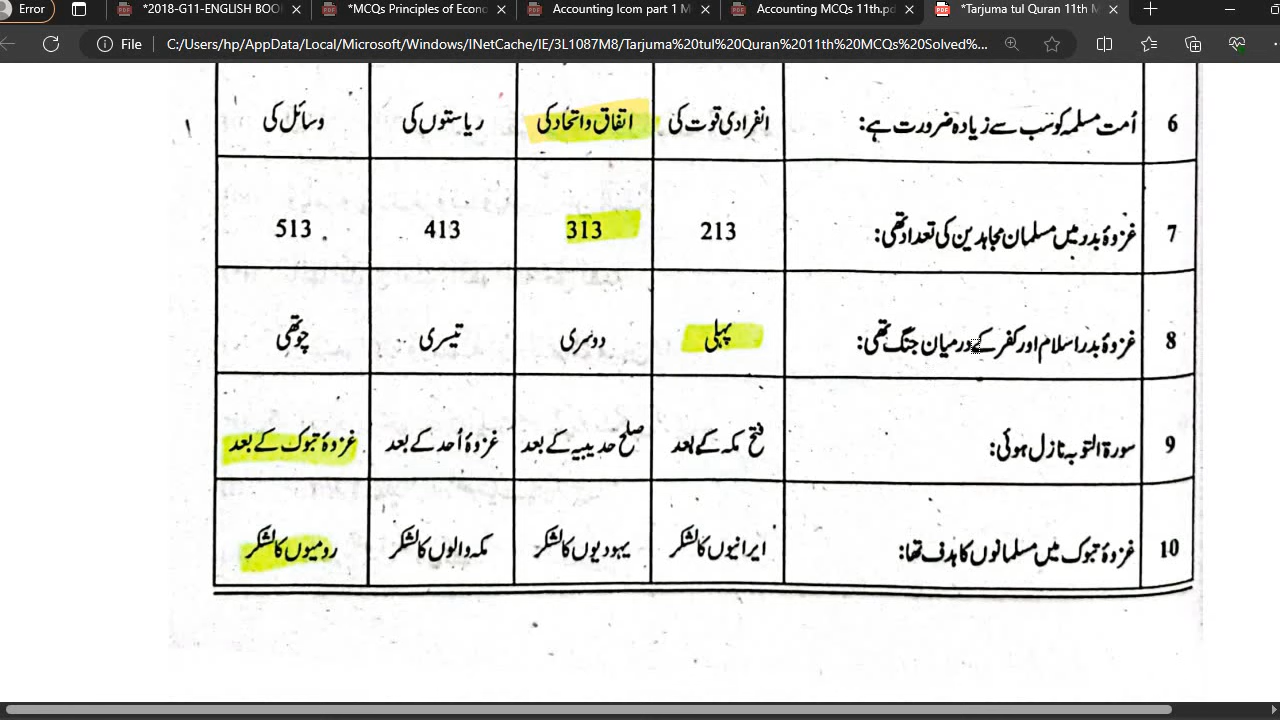 Error
*2018-G11-ENGLISH BOO
*MCQs Principles of Econo
Accounting Icom part 1 M
Accounting MCQs 11th.pd
*Tarjuma tul Quran 11th M
File
C:/Users/hp/AppData/Local/Microsoft/Windows/INetCache/IE/3L1087M8/Tarjuma%20tul%20Quran%2011th%20MCQs%20Solved%...
6 اُمت مسلمہ کو سب سے زیادہ ضرورت ہے: انفرادی قوت کی اتفاق و اتحاد کی ریاستوں کی وسائل کی
7 غزوۂ بدر میں مسلمان مجاہدین کی تعداد تھی: 213 313 413 513
8 غزوۂ بدر اسلام اور کفر کے درمیان جنگ تھی: پہلی دوسری تیسری چوتھی
9 سورۃ التوبہ نازل ہوئی: فتح مکہ کے بعد صلح حدیبیہ کے بعد غزوۂ اُحد کے بعد غزوۂ تبوک کے بعد
10 غزوۂ تبوک میں مسلمانوں کا ہدف تھا: ایرانیوں کا لشکر یہودیوں کا لشکر مکہ والوں کا لشکر رومیوں کا لشکر